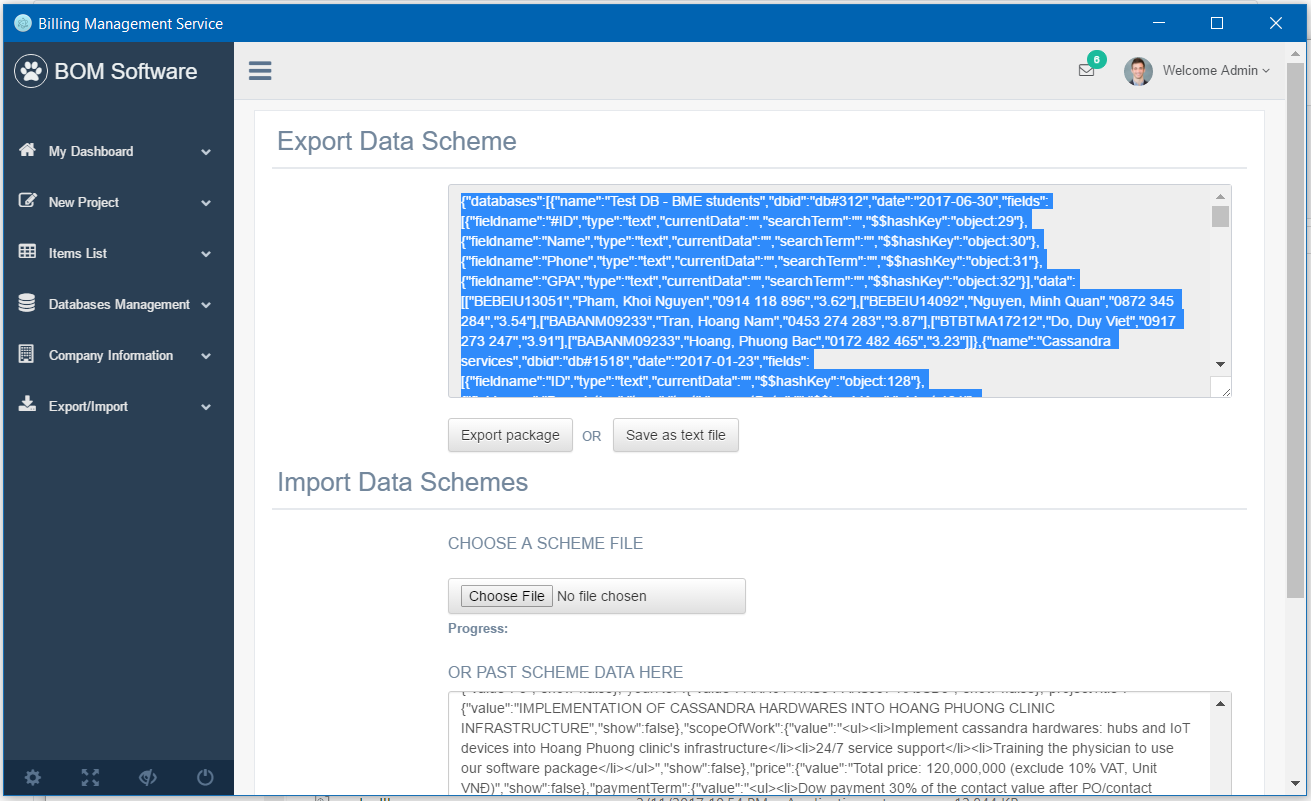 Billing Management Service
BOM Software
6
Welcome Admin
My Dashboard
New Project
Items List
Databases Management
Company Information
Export/Import
Export Data Scheme
{"databases":[{"name":"Test DB - BME students","dbid":"db#312","date":"2017-06-30","fields":
[{"fieldname":"#ID","type":"text","currentData":"","searchTerm":"","$$hashKey":"object:29"},
{"fieldname":"Name","type":"text","currentData":"","searchTerm":"","$$hashKey":"object:30"},
{"fieldname":"Phone","type":"text","currentData":"","searchTerm":"","$$hashKey":"object:31"},
{"fieldname":"GPA","type":"text","currentData":"","searchTerm":"","$$hashKey":"object:32"}],"data":
[["BEBEIU13051","Pham, Khoi Nguyen","0914 118 896","3.62"],["BEBEIU14092","Nguyen, Minh Quan","0872 345
284","3.54"],["BABANM09233","Tran, Hoang Nam","0453 274 283","3.87"],["BTBTMA17212","Do, Duy Viet","0917
273 247","3.91"],["BABANM09233","Hoang, Phuong Bac","0172 482 465","3.23"]]},{"name":"Cassandra
services","dbid":"db#1518","date":"2017-01-23","fields":
[{"fieldname":"ID","type":"text","currentData":"","$$hashKey":"object:128"},
Export package
OR
Save as text file
Import Data Schemes
CHOOSE A SCHEME FILE
Choose File No file chosen
Progress:
OR PAST SCHEME DATA HERE
{"value":"IMPLEMENTATION OF CASSANDRA HARDWARES INTO HOANG PHUONG CLINIC
INFRASTRUCTURE","show":false},"scopeOfWork":{"value":"<ul><li>Implement cassandra hardwares: hubs and IoT
devices into Hoang Phuong clinic's infrastructure</li><li>24/7 service support</li><li>Training the physician to use
our software package</li></ul>","show":false},"price":{"value":"Total price: 120,000,000 (exclude 10% VAT, Unit
VNĐ)","show":false},"paymentTerm":{"value":"<ul><li>Dow payment 30% of the contact value after PO/contact